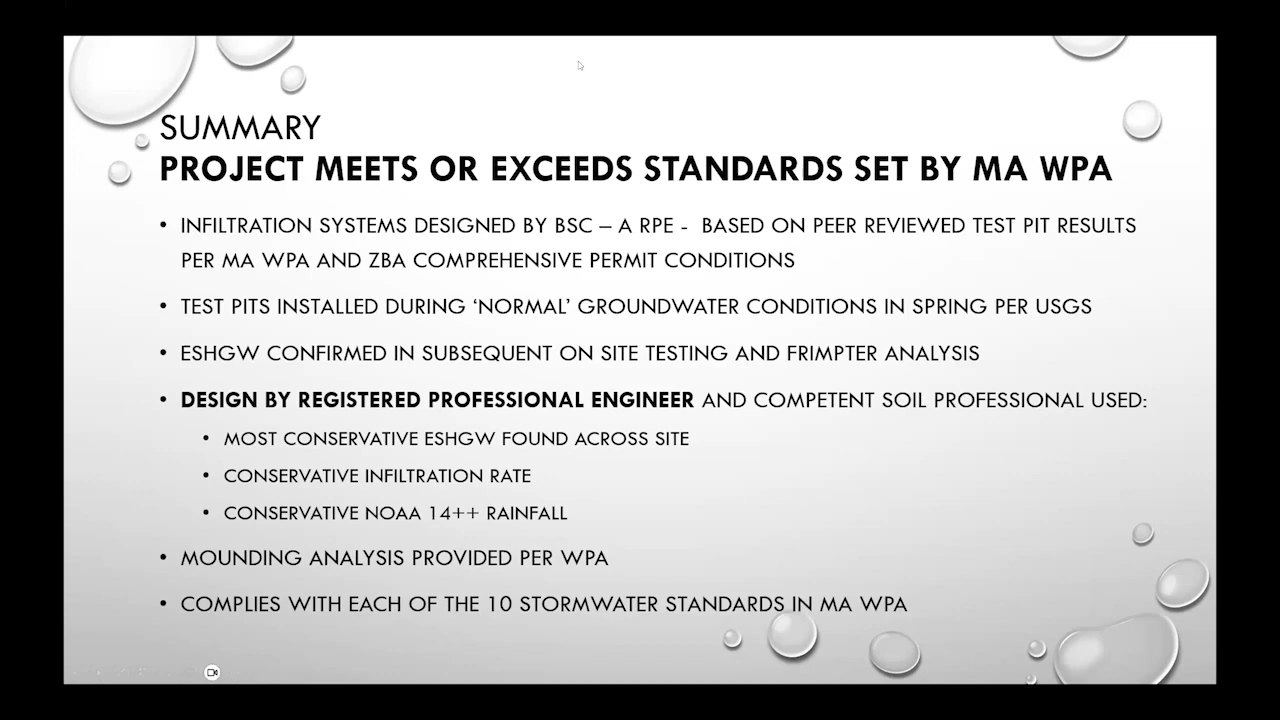 SUMMARY
PROJECT MEETS OR EXCEEDS STANDARDS SET BY MA WPA
• INFILTRATION SYSTEMS DESIGNED BY BSC – A RPE - BASED ON PEER REVIEWED TEST PIT RESULTS
PER MA WPA AND ZBA COMPREHENSIVE PERMIT CONDITIONS
• TEST PITS INSTALLED DURING ‘NORMAL’ GROUNDWATER CONDITIONS IN SPRING PER USGS
• ESHGW CONFIRMED IN SUBSEQUENT ON SITE TESTING AND FRIMPTER ANALYSIS
• DESIGN BY REGISTERED PROFESSIONAL ENGINEER AND COMPETENT SOIL PROFESSIONAL USED:
• MOST CONSERVATIVE ESHGW FOUND ACROSS SITE
• CONSERVATIVE INFILTRATION RATE
• CONSERVATIVE NOAA 14++ RAINFALL
• MOUNDING ANALYSIS PROVIDED PER WPA
• COMPLIES WITH EACH OF THE 10 STORMWATER STANDARDS IN MA WPA